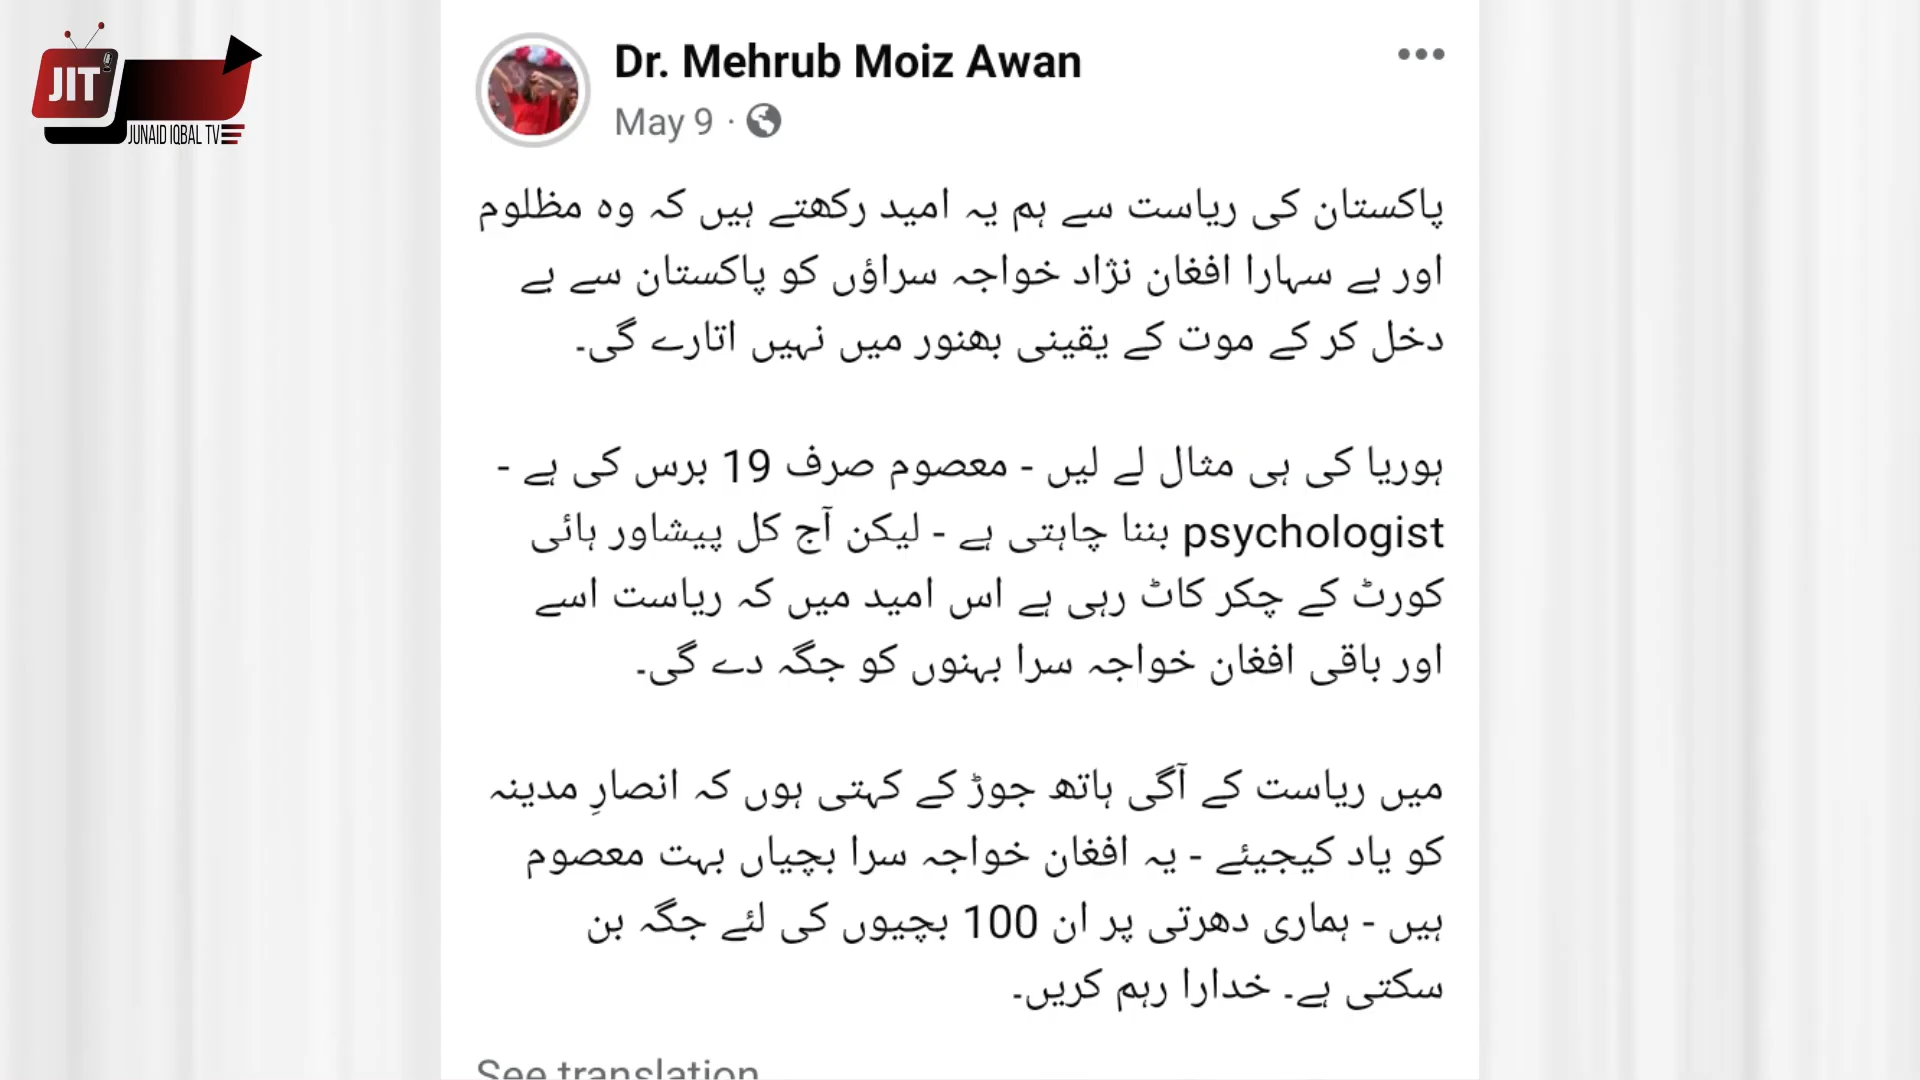 JIT
JUNAID IQBAL TV
Dr. Mehrub Moiz Awan
May 9 ·
پاکستان کی ریاست سے ہم یہ امید رکھتے ہیں کہ وہ مظلوم
اور بے سہارا افغان نژاد خواجہ سراؤں کو پاکستان سے بے
دخل کر کے موت کے یقینی بھنور میں نہیں اتارے گی۔
ہوریا کی ہی مثال لے لیں - معصوم صرف 19 برس کی ہے -
psychologist بننا چاہتی ہے - لیکن آج کل پیشاور ہائی
کورٹ کے چکر کاٹ رہی ہے اس امید میں کہ ریاست اسے
اور باقی افغان خواجہ سرا بہنوں کو جگہ دے گی۔
میں ریاست کے آگی ہاتھ جوڑ کے کہتی ہوں کہ انصارِ مدینہ
کو یاد کیجیئے - یہ افغان خواجہ سرا بچیاں بہت معصوم
ہیں - ہماری دھرتی پر ان 100 بچیوں کی لئے جگہ بن
سکتی ہے۔ خدارا رہم کریں۔
See translation